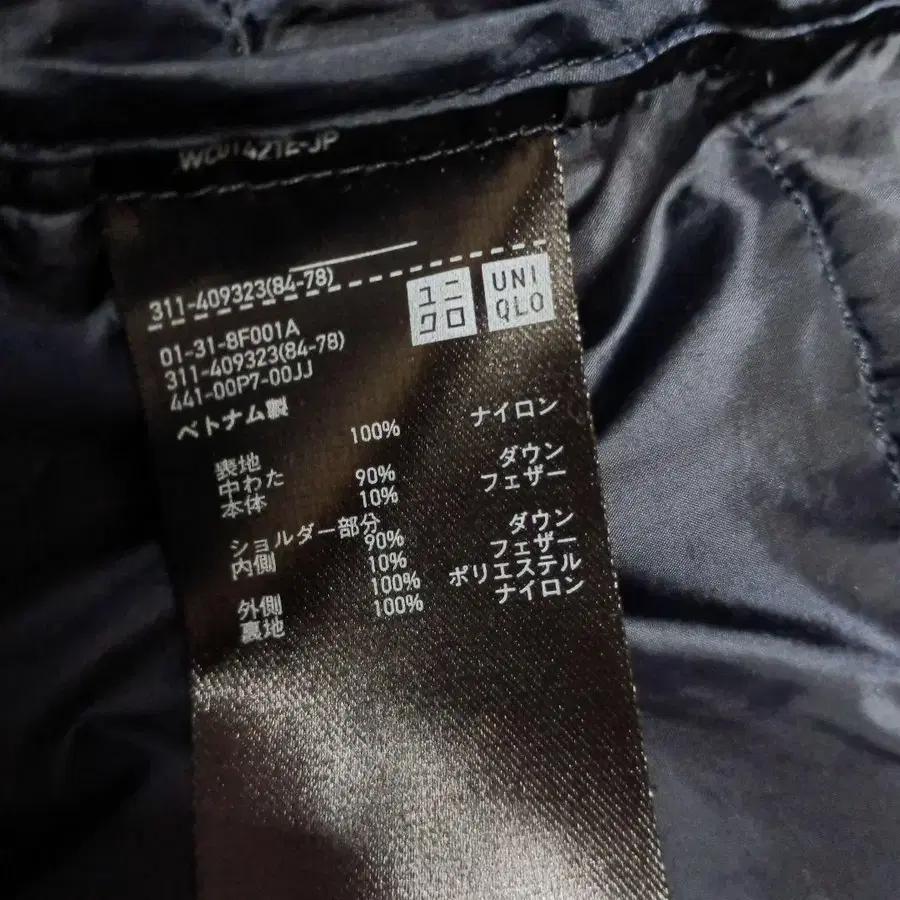 WC01421E-JP
311-409323(84-78)
ユニ
クロ
UNI
QLO
01-31-8F001A
311-409323(84-78)
441-00P7-00JJ
ベトナム製
表地 100% ナイロン
中わた
本体 90% ダウン
10% フェザー
ショルダー部分
内側 90% ダウン
10% フェザー
外側 100% ポリエステル
裏地 100% ナイロン